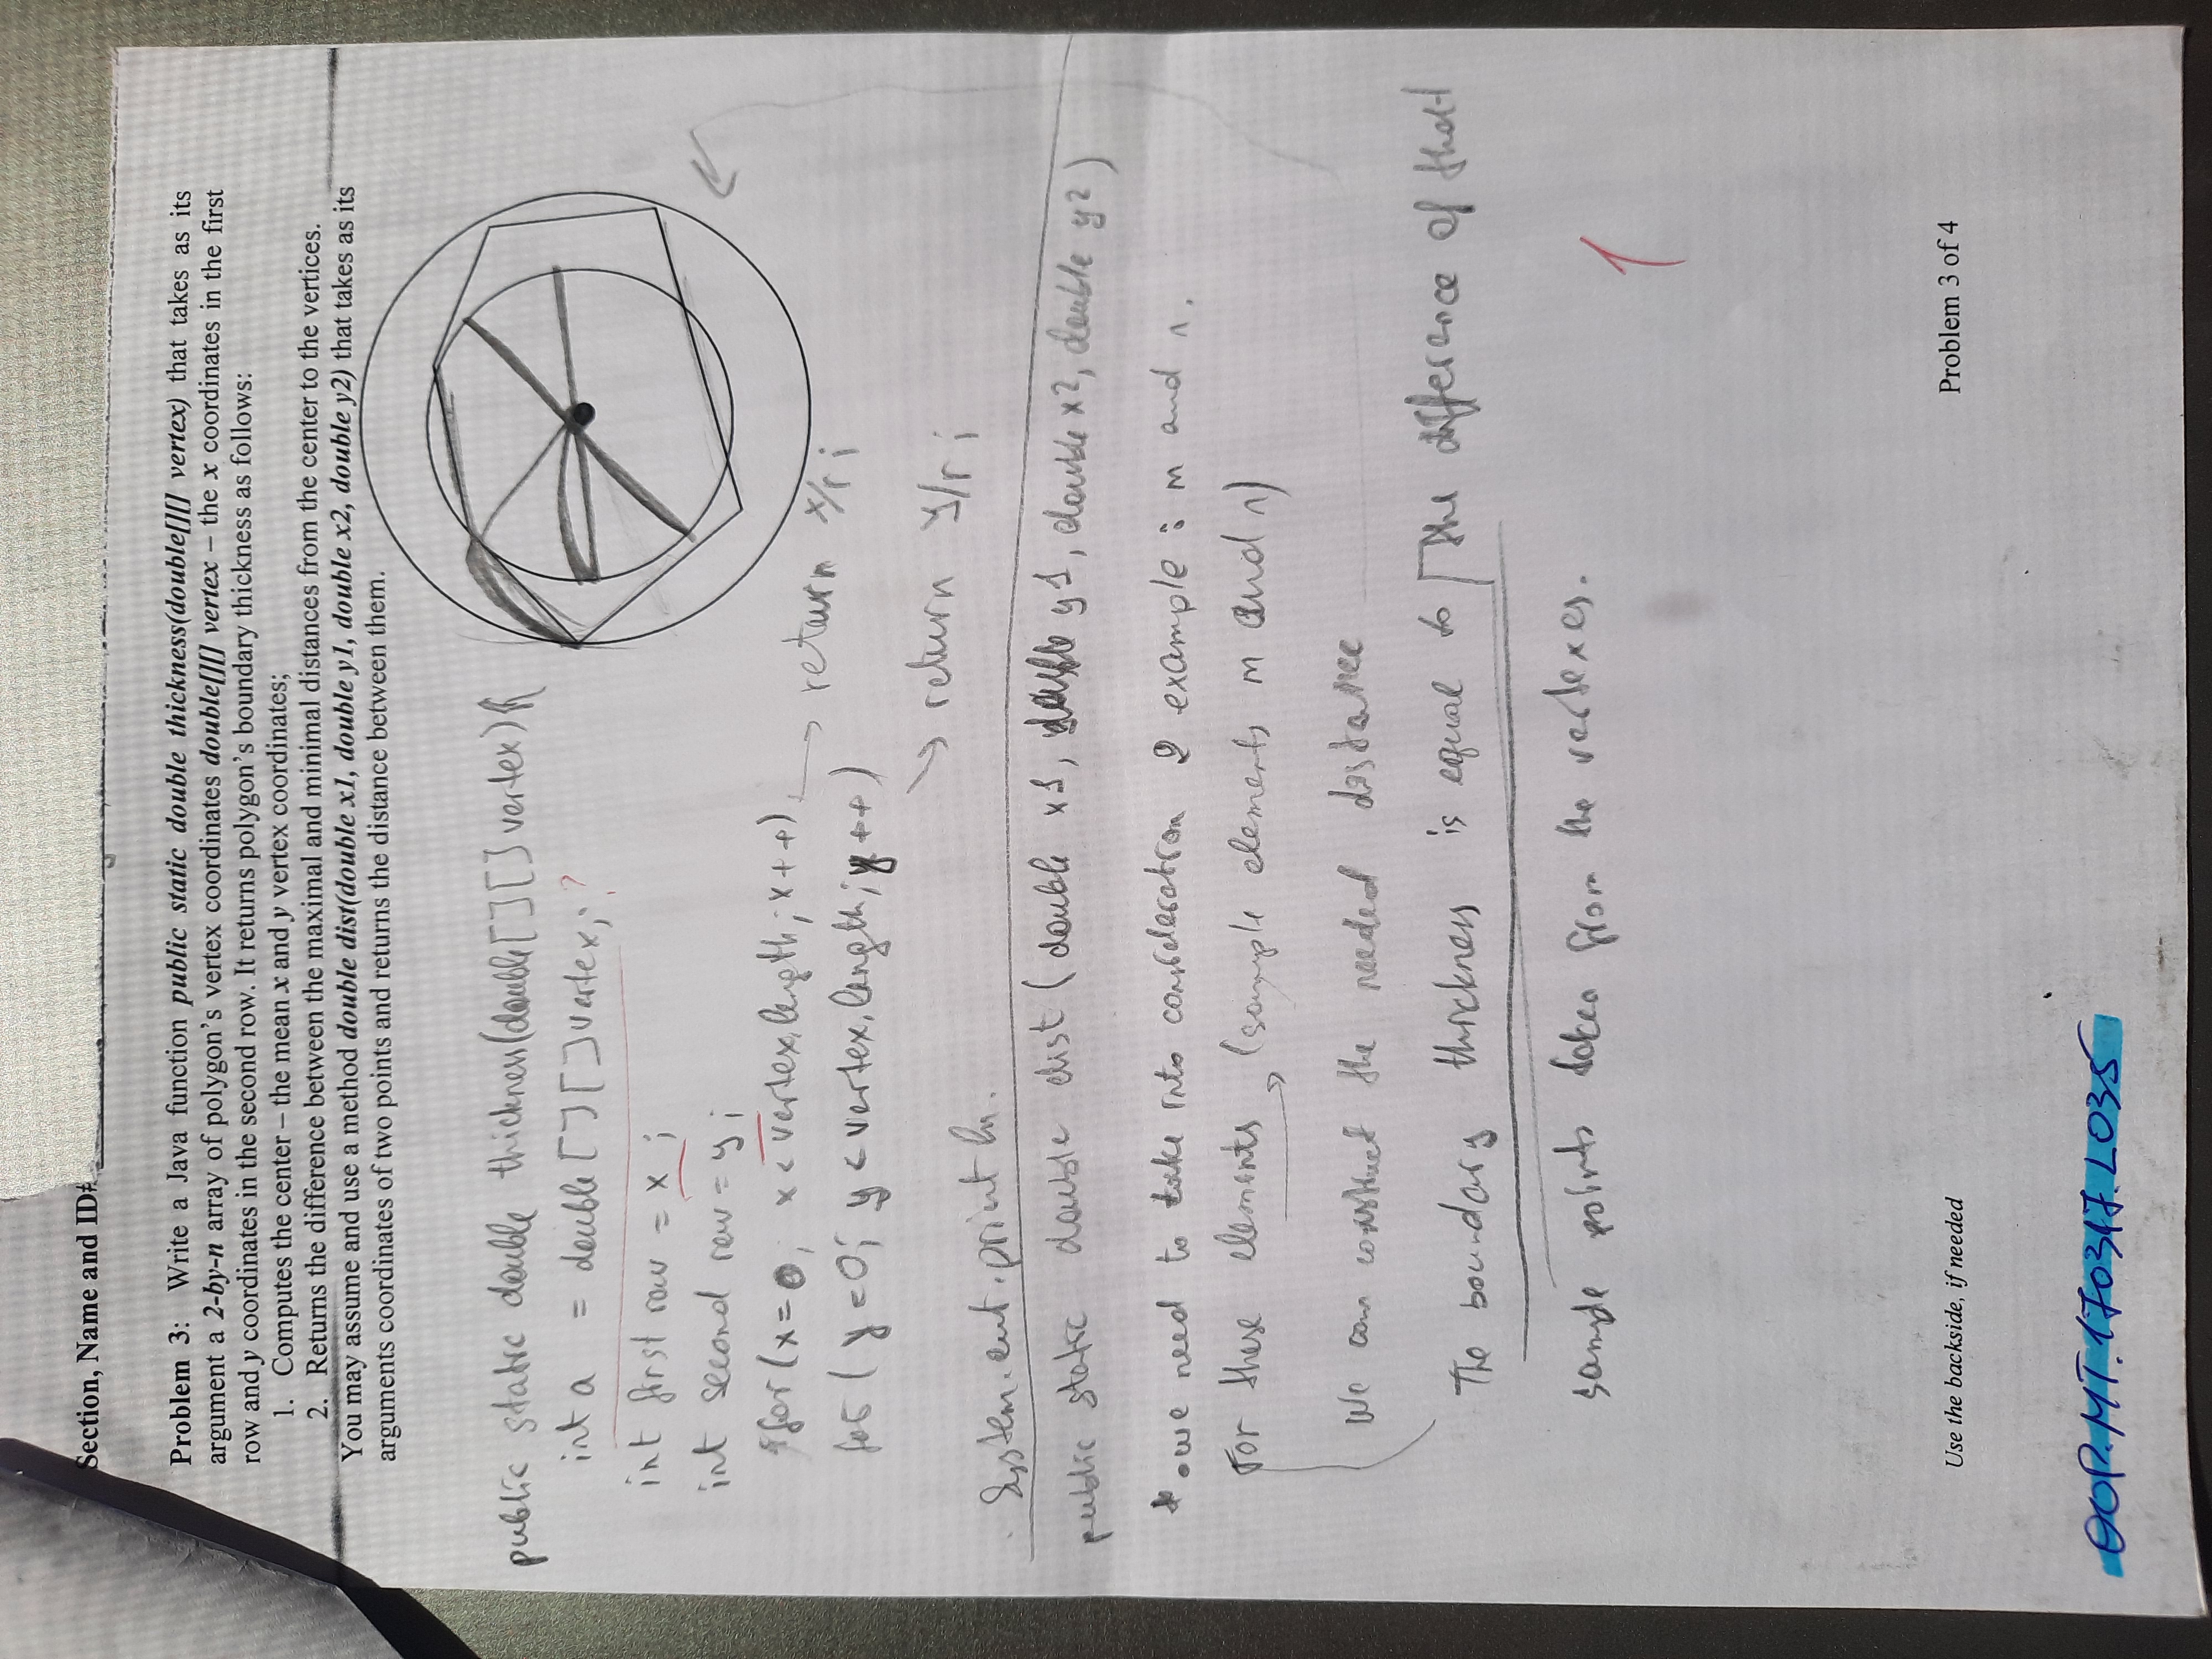 Section, Name and ID#
Problem 3: Write a Java function public static double thickness(double[][] vertex) that takes as its
argument a 2-by-n array of polygon's vertex coordinates double[][] vertex – the x coordinates in the first
row and y coordinates in the second row. It returns polygon's boundary thickness as follows:
1. Computes the center – the mean x and y vertex coordinates;
2. Returns the difference between the maximal and minimal distances from the center to the vertices.
You may assume and use a method double dist(double x1, double y1, double x2, double y2) that takes as its
arguments coordinates of two points and returns the distance between them.
public static double thickness(double[][] vertex){
int a = double[][] vertex; ?
int first row = x ;
int second row = y ;
for (x=0; x < vertex.length; x++) → return x/r ;
for ( y=0; y < vertex.length; y++)
→ return y/r ;
System.out.println.
public static double dist ( double x1, double y1, double x2, double y2 )
* we need to take into consideration 2 example : m and n.
For these elements → (sample elements m and n)
We can construct the needed distance
The boundary thickness is equal to the difference of that
sample points taken from the vertexes.
1
Use the backside, if needed
Problem 3 of 4
OOP.MT.170317.L035